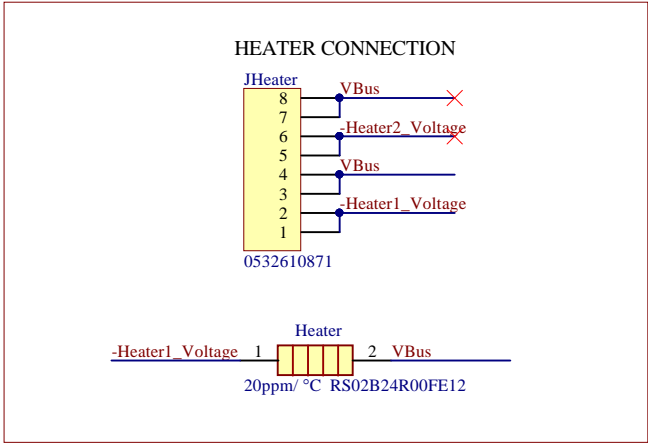 HEATER CONNECTION
JHeater
8 VBus
7
6 -Heater2_Voltage
5
4 VBus
3
2 -Heater1_Voltage
1
0532610871
Heater
-Heater1_Voltage 1 2 VBus
20ppm/ °C RS02B24R00FE12